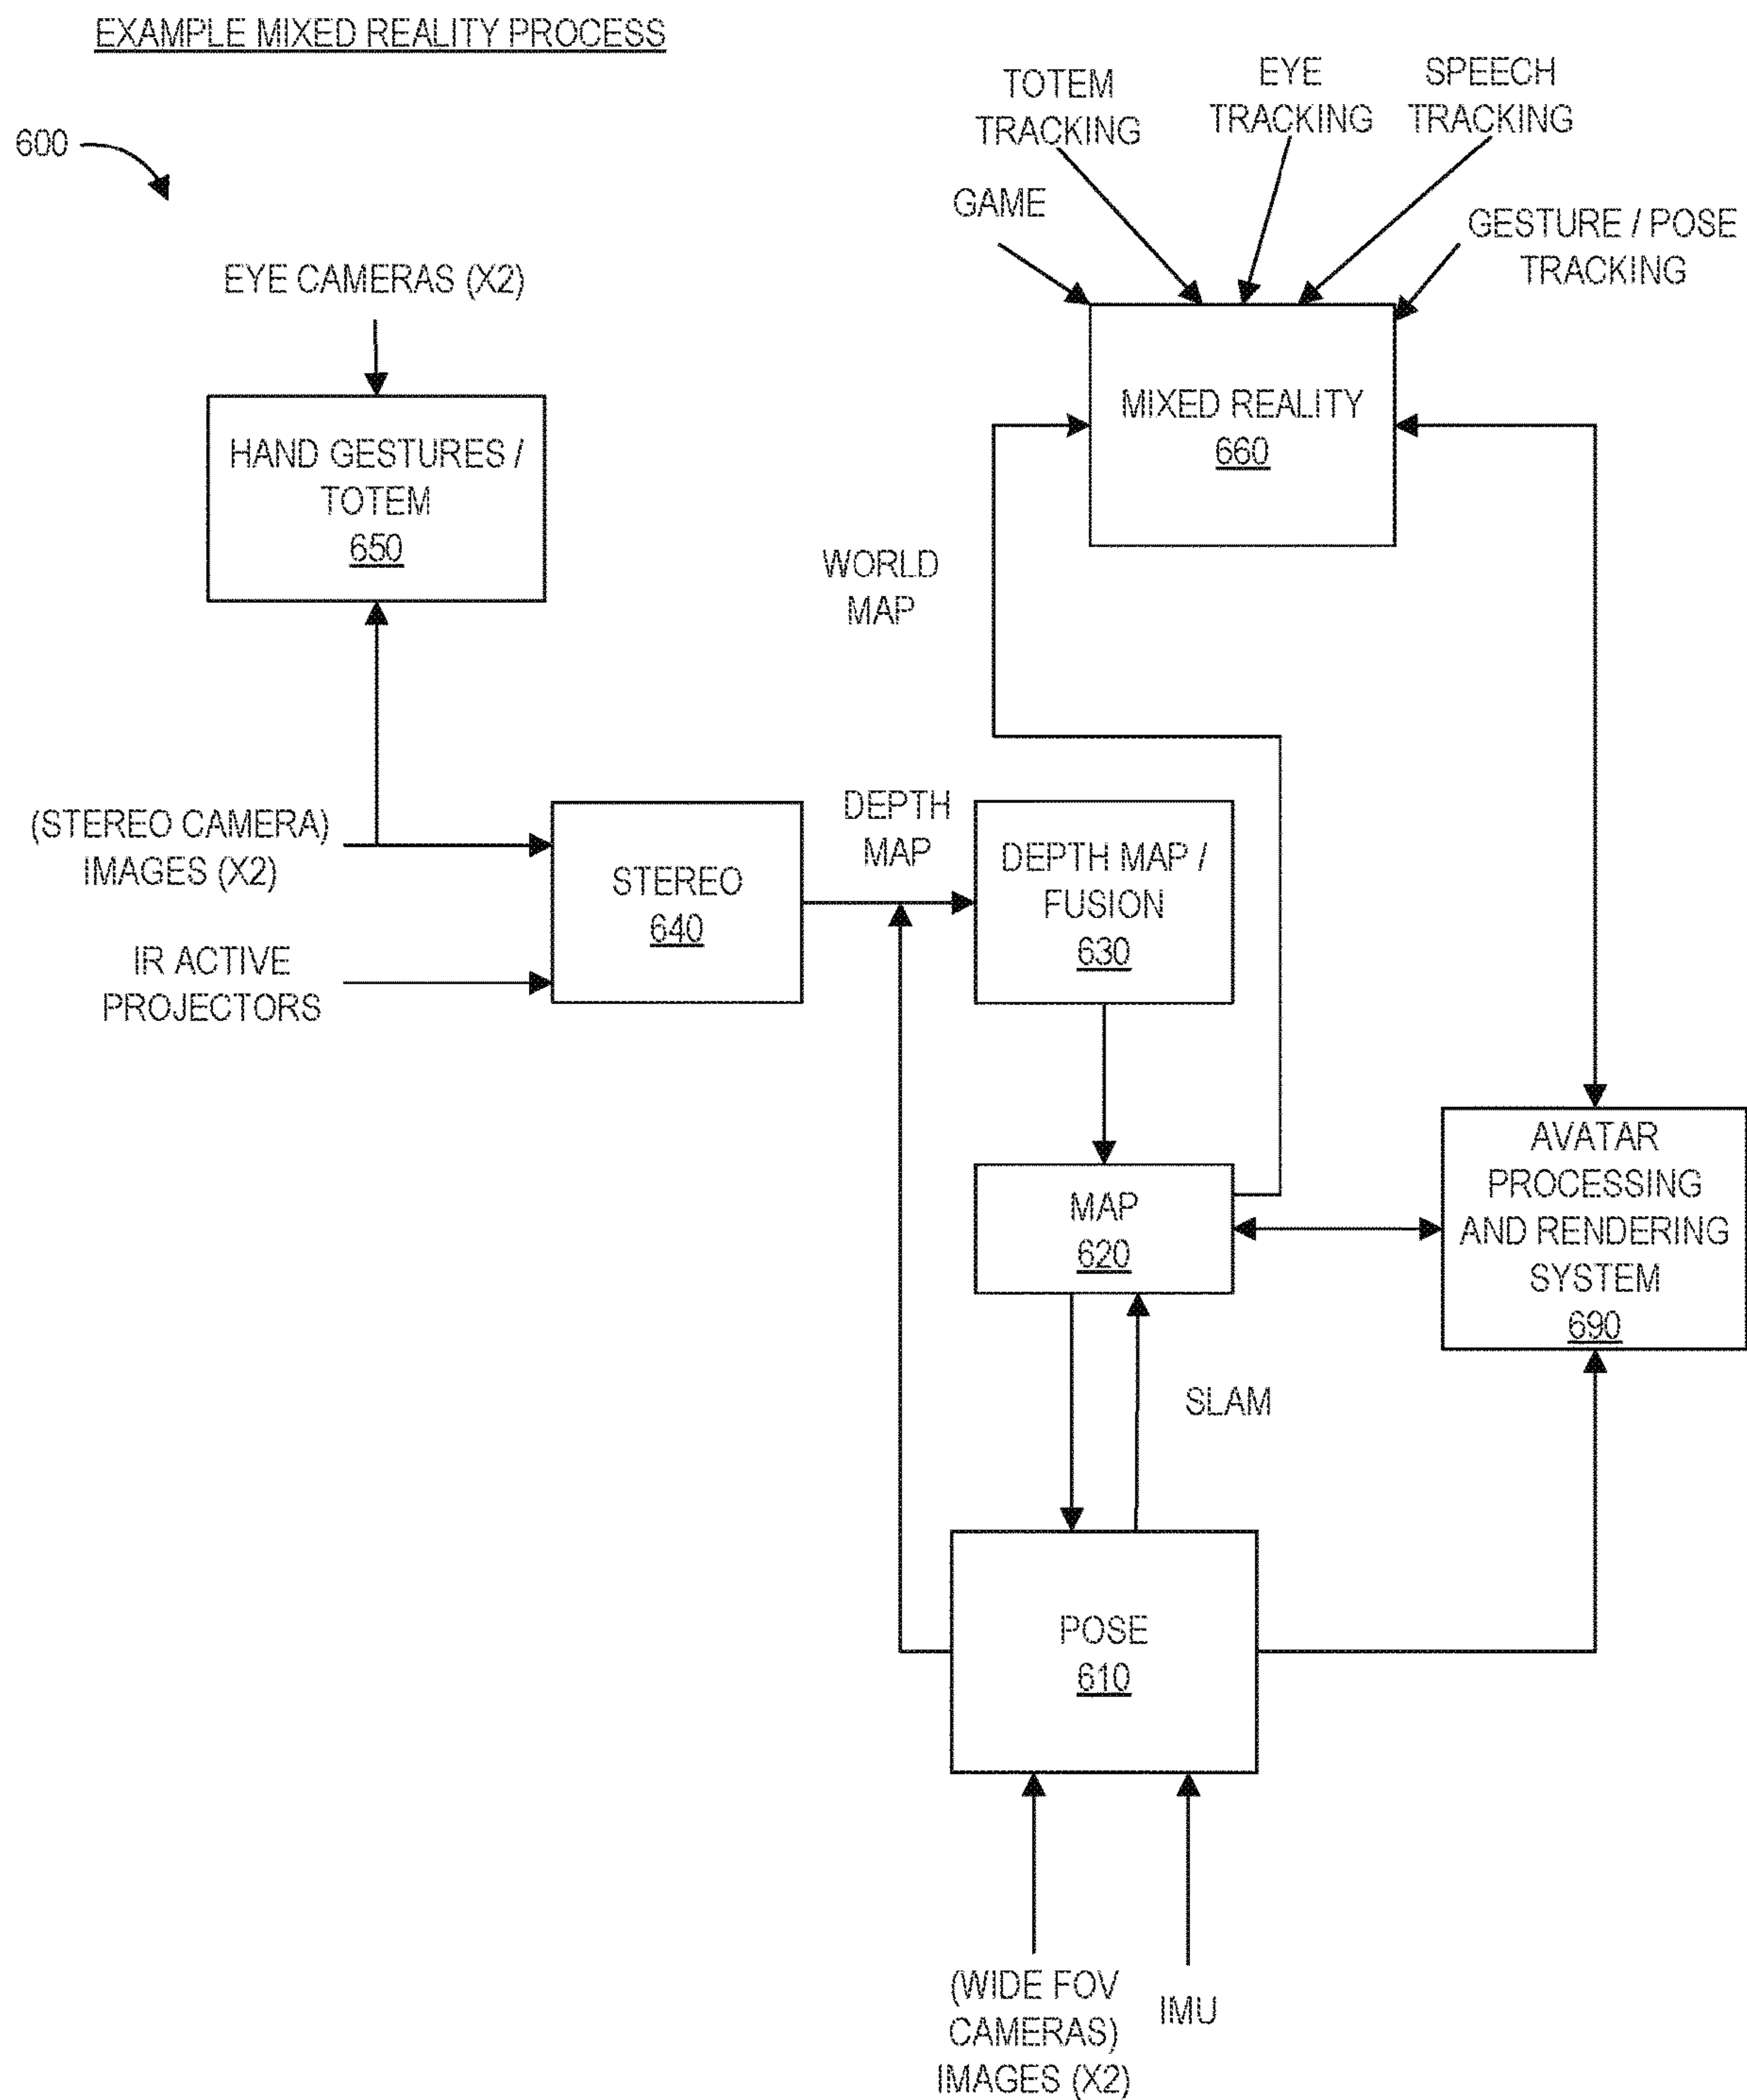 EXAMPLE MIXED REALITY PROCESS
600
TOTEM
TRACKING
EYE
TRACKING
SPEECH
TRACKING
GAME
GESTURE / POSE
TRACKING
EYE CAMERAS (X2)
HAND GESTURES /
TOTEM
650
MIXED REALITY
660
WORLD
MAP
(STEREO CAMERA)
IMAGES (X2)
IR ACTIVE
PROJECTORS
STEREO
640
DEPTH
MAP
DEPTH MAP /
FUSION
630
MAP
620
AVATAR
PROCESSING
AND RENDERING
SYSTEM
690
SLAM
POSE
610
(WIDE FOV
CAMERAS)
IMAGES (X2)
IMU